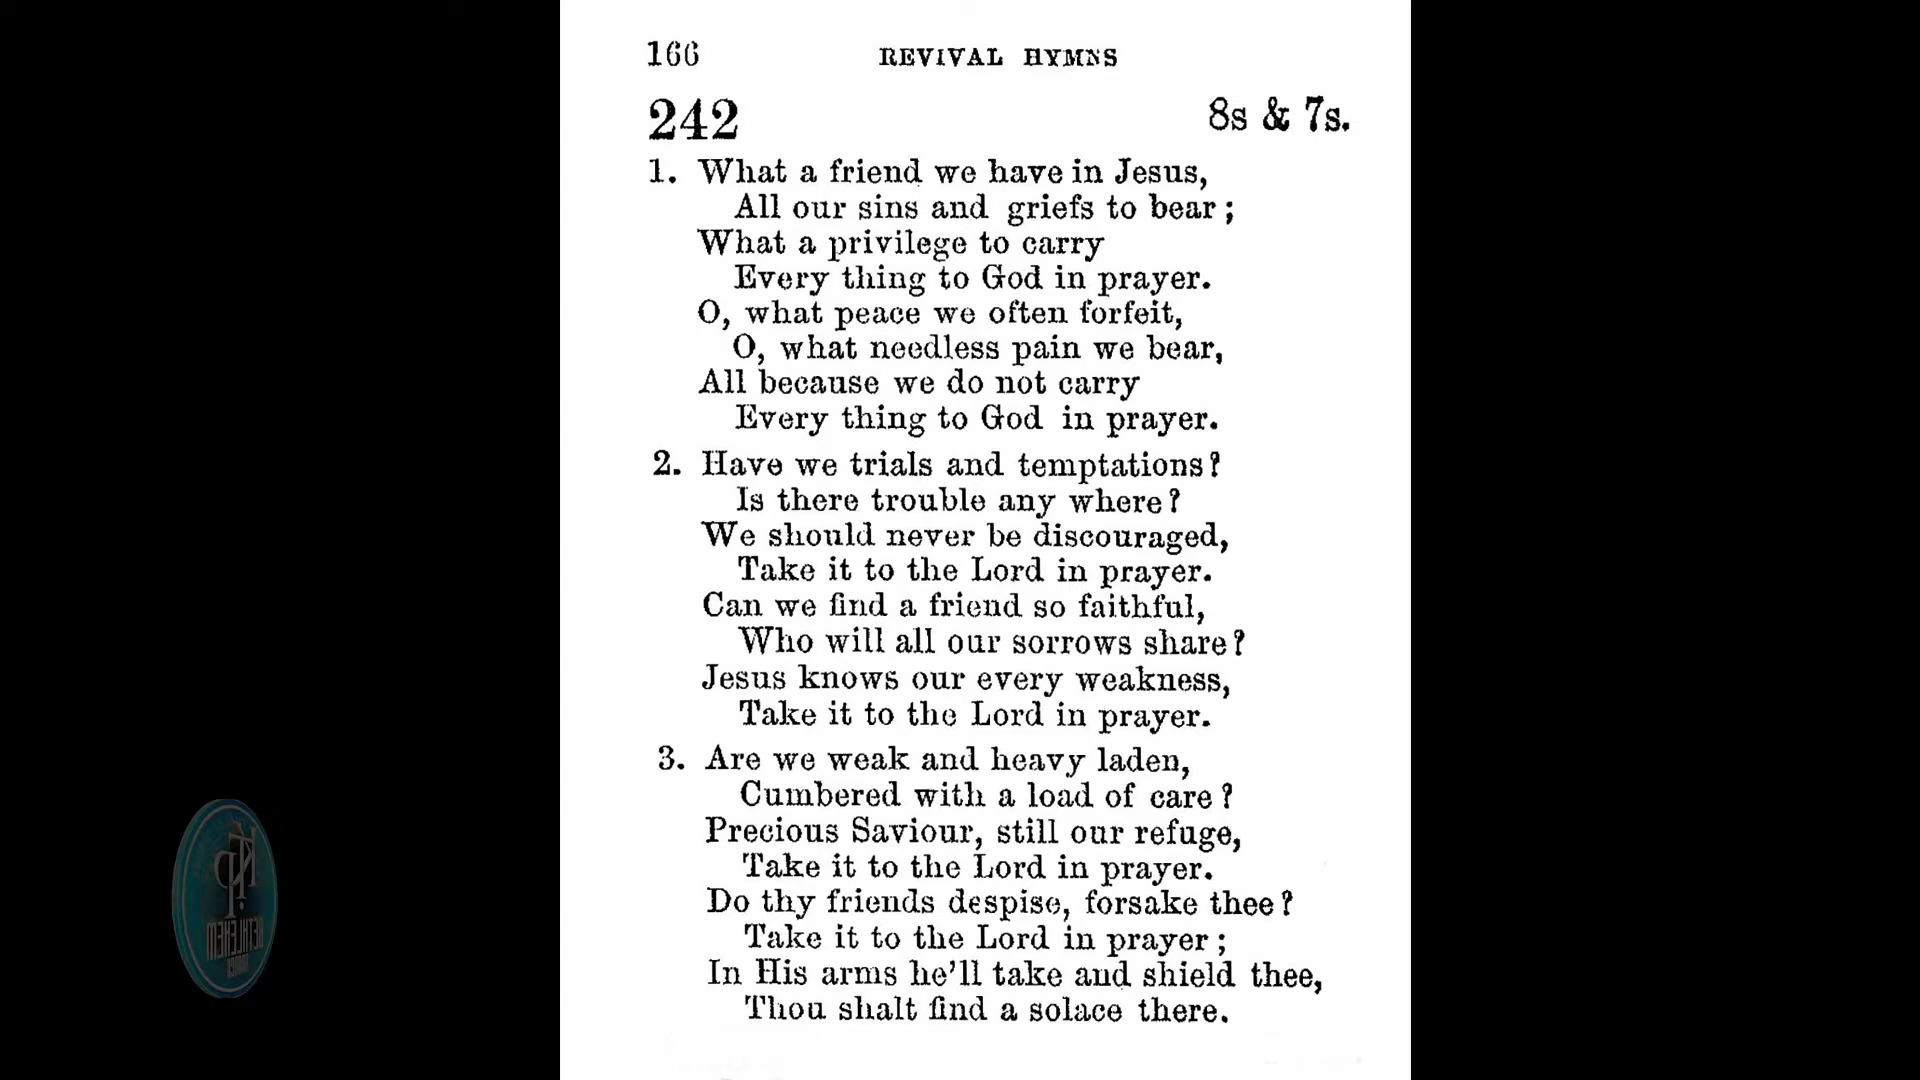 166 REVIVAL HYMNS
242 8s & 7s.
1. What a friend we have in Jesus,
All our sins and griefs to bear ;
What a privilege to carry
Every thing to God in prayer.
O, what peace we often forfeit,
O, what needless pain we bear,
All because we do not carry
Every thing to God in prayer.
2. Have we trials and temptations?
Is there trouble any where?
We should never be discouraged,
Take it to the Lord in prayer.
Can we find a friend so faithful,
Who will all our sorrows share?
Jesus knows our every weakness,
Take it to the Lord in prayer.
3. Are we weak and heavy laden,
Cumbered with a load of care ?
Precious Saviour, still our refuge,
Take it to the Lord in prayer.
Do thy friends despise, forsake thee?
Take it to the Lord in prayer ;
In His arms he'll take and shield thee,
Thou shalt find a solace there.
BETHLEHEM